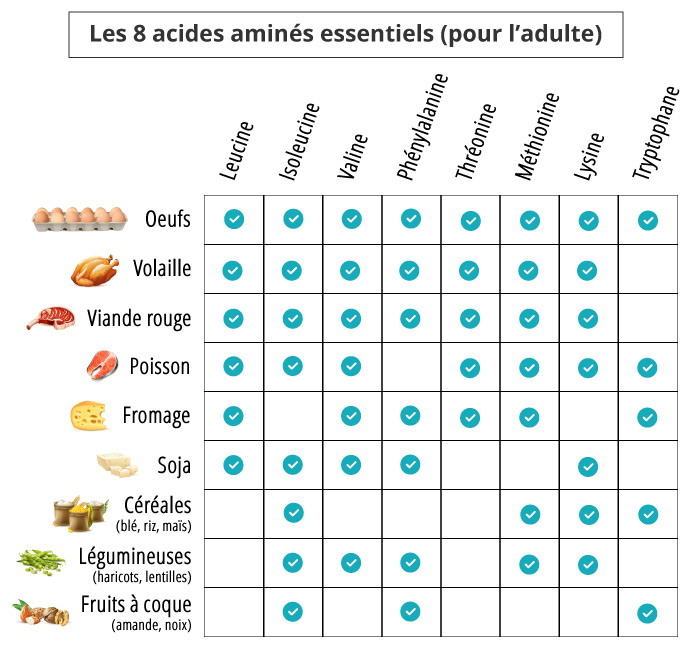 Les 8 acides aminés essentiels (pour l’adulte)
Leucine
Isoleucine
Valine
Phénylalanine
Thréonine
Méthionine
Lysine
Tryptophane
Oeufs
Volaille
Viande rouge
Poisson
Fromage
Soja
Céréales
(blé, riz, maïs)
Légumineuses
(haricots, lentilles)
Fruits à coque
(amande, noix)